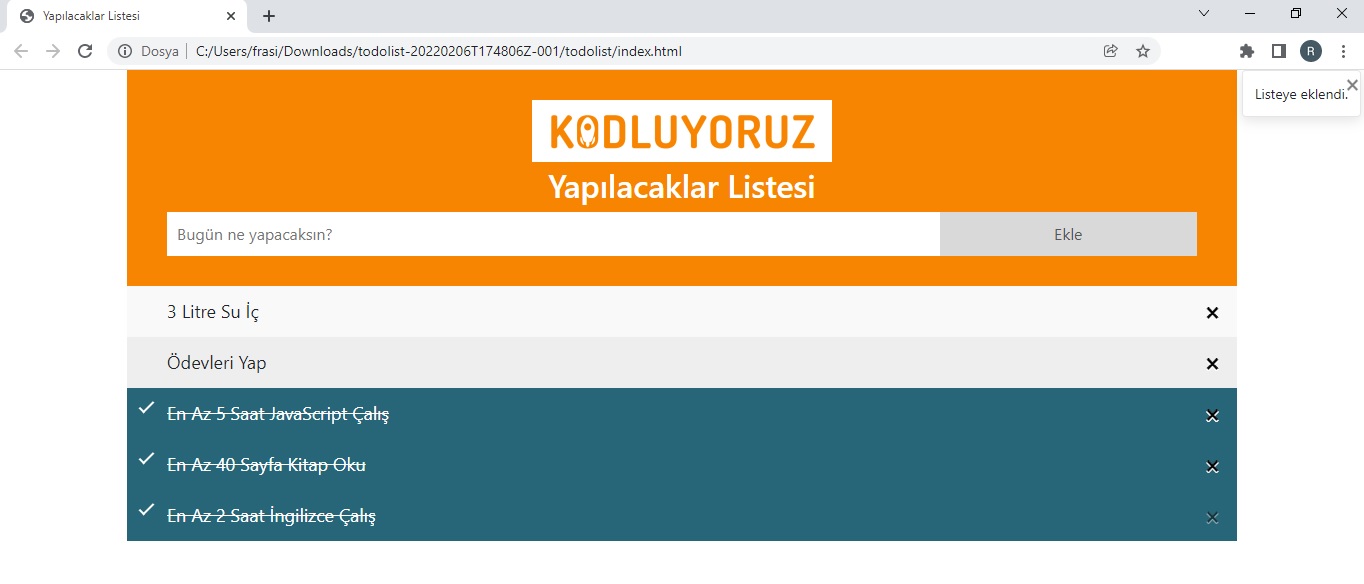 Yapılacaklar Listesi
Dosya C:/Users/frasi/Downloads/todolist-20220206T174806Z-001/todolist/index.html
R
Listeye eklendi.
KODLUYORUZ
Yapılacaklar Listesi
Bugün ne yapacaksın?
Ekle
3 Litre Su İç
Ödevleri Yap
En Az 5 Saat JavaScript Çalış
En Az 40 Sayfa Kitap Oku
En Az 2 Saat İngilizce Çalış